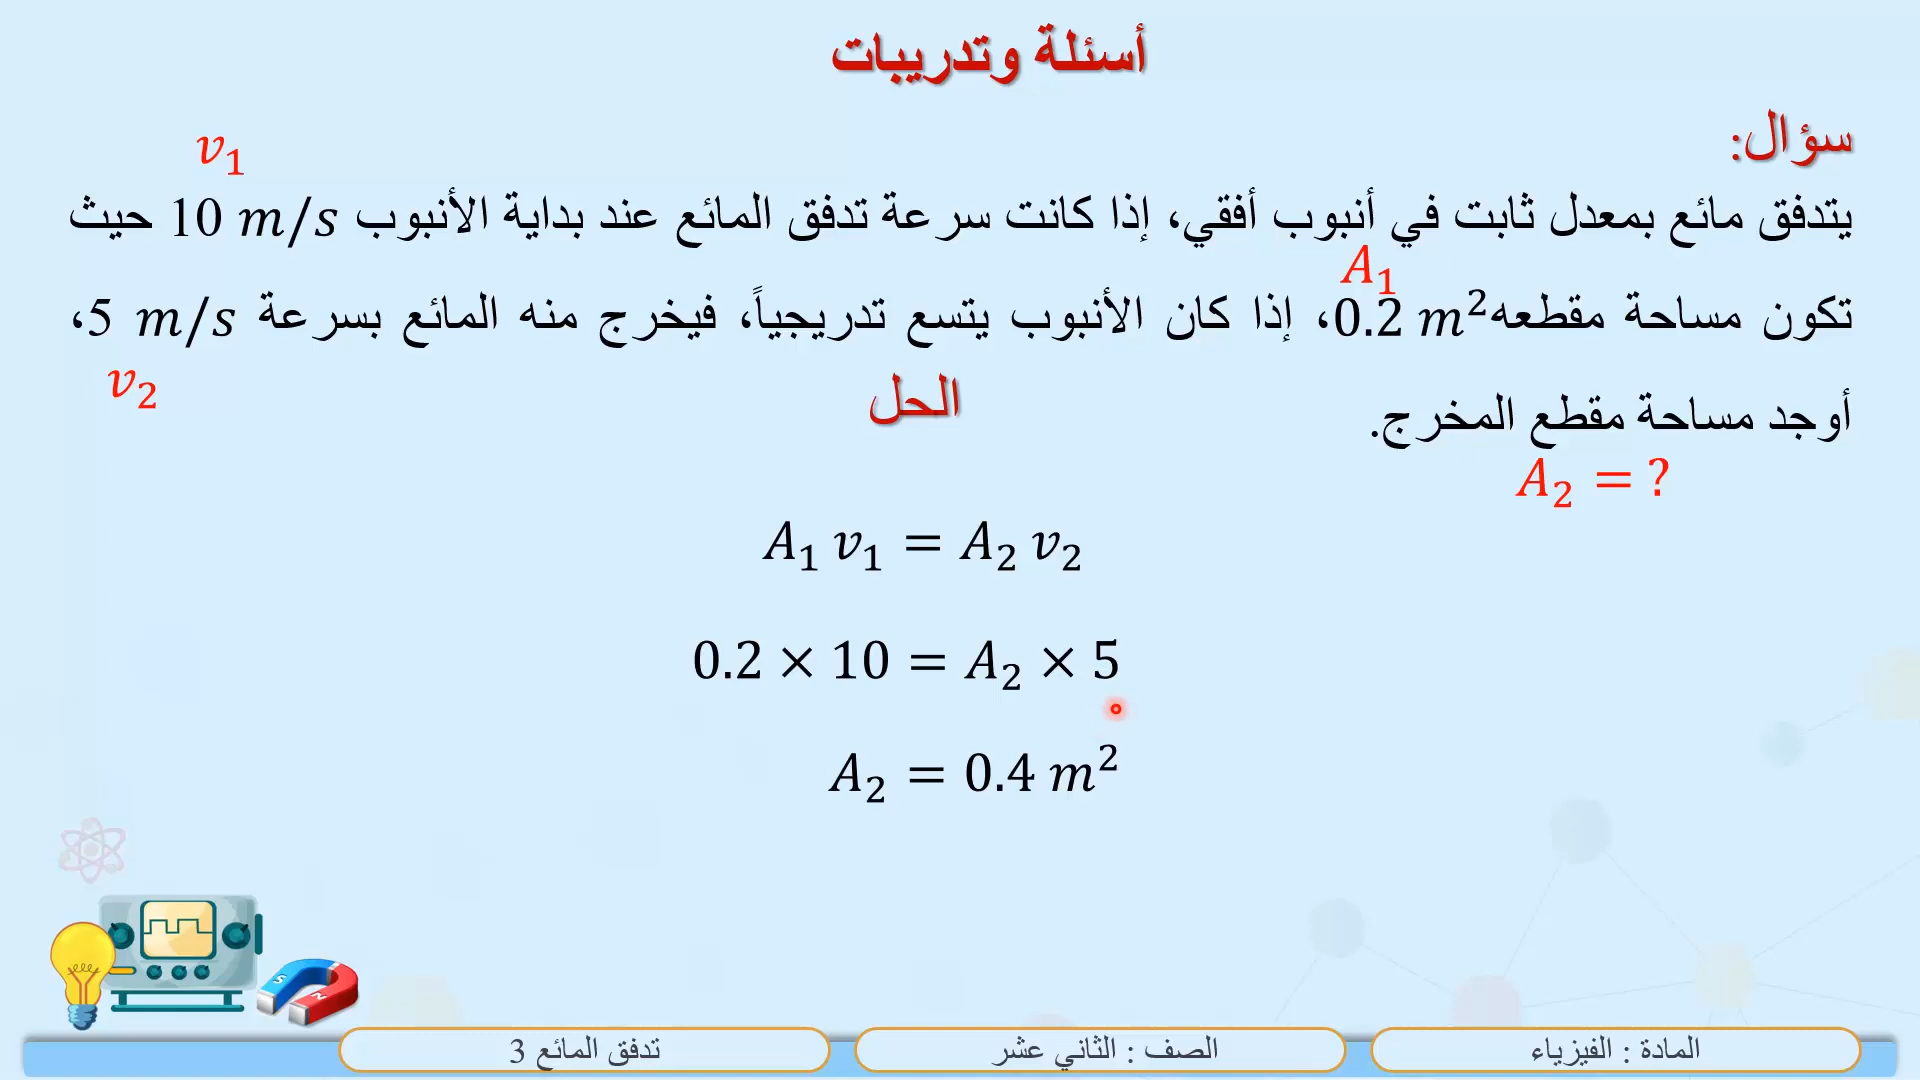 أسئلة وتدريبات
سؤال:
v₁
يتدفق مائع بمعدل ثابت في أنبوب أفقي، إذا كانت سرعة تدفق المائع عند بداية الأنبوب 10 m/s حيث
A₁
تكون مساحة مقطعه 0.2 m²، إذا كان الأنبوب يتسع تدريجياً، فيخرج منه المائع بسرعة 5 m/s،
v₂
أوجد مساحة مقطع المخرج.
A₂ = ?
الحل
A₁ v₁ = A₂ v₂
0.2 × 10 = A₂ × 5
A₂ = 0.4 m²
S N
المادة : الفيزياء
الصف : الثاني عشر
تدفق المائع 3